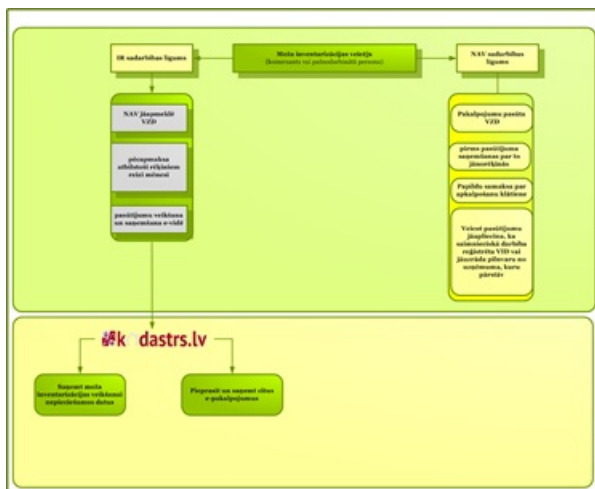 Meža inventarizācijas veicējs
(komersants vai pašnodarbināta persona)
IR sadarbības līgums
NAV sadarbības
līgums
NAV jāapmeklē
VZD
pēcapmaksa
atbilstoši rēķiniem
reizi mēnesī
pasūtījumu veikšana
un saņemšana e-vidē
Pakalpojumu pasūta
VZD
pirms pasūtījuma
saņemšanas par to
jānorēķinās
Papildu samaksa par
apkalpošanu klātienē
Veicot pasūtījumu
jāapliecina, ka
saimnieciskā darbība
reģistrēta VID vai
jāuzrāda pilnvara no
uzņēmuma, kuru
pārstāv
kadastrs.lv
Saņemt meža
inventarizācijas veikšanai
nepieciešamos datus
Pieprasīt un saņemt citus
e-pakalpojumus